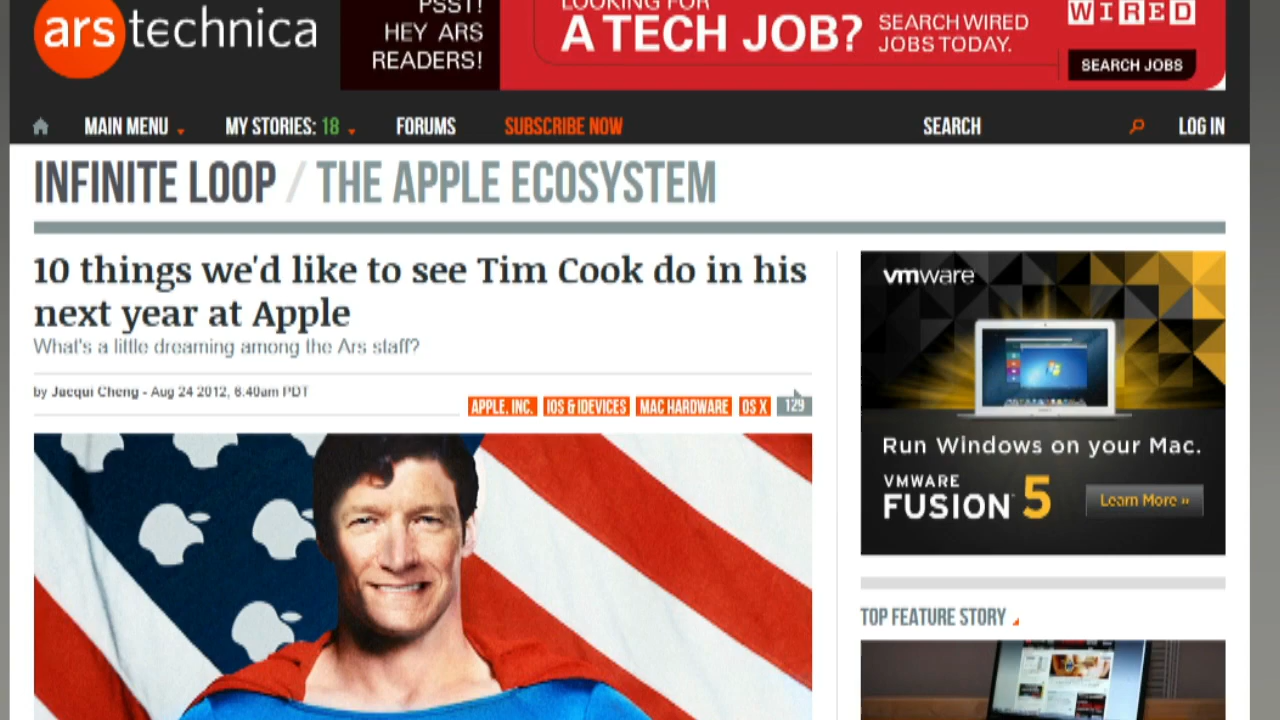 ars technica
PSST!
HEY ARS
READERS!
LOOKING FOR
A TECH JOB?
SEARCH WIRED
JOBS TODAY.
WIRED
SEARCH JOBS
MAIN MENU
MY STORIES: 18
FORUMS
SUBSCRIBE NOW
SEARCH
LOG IN
INFINITE LOOP / THE APPLE ECOSYSTEM
10 things we'd like to see Tim Cook do in his
next year at Apple
What's a little dreaming among the Ars staff?
by Jacqui Cheng - Aug 24 2012, 6:40am PDT
APPLE, INC.
IOS & IDEVICES
MAC HARDWARE
OS X
129
vmware
Run Windows on your Mac.
VMWARE
FUSION 5
Learn More »
TOP FEATURE STORY